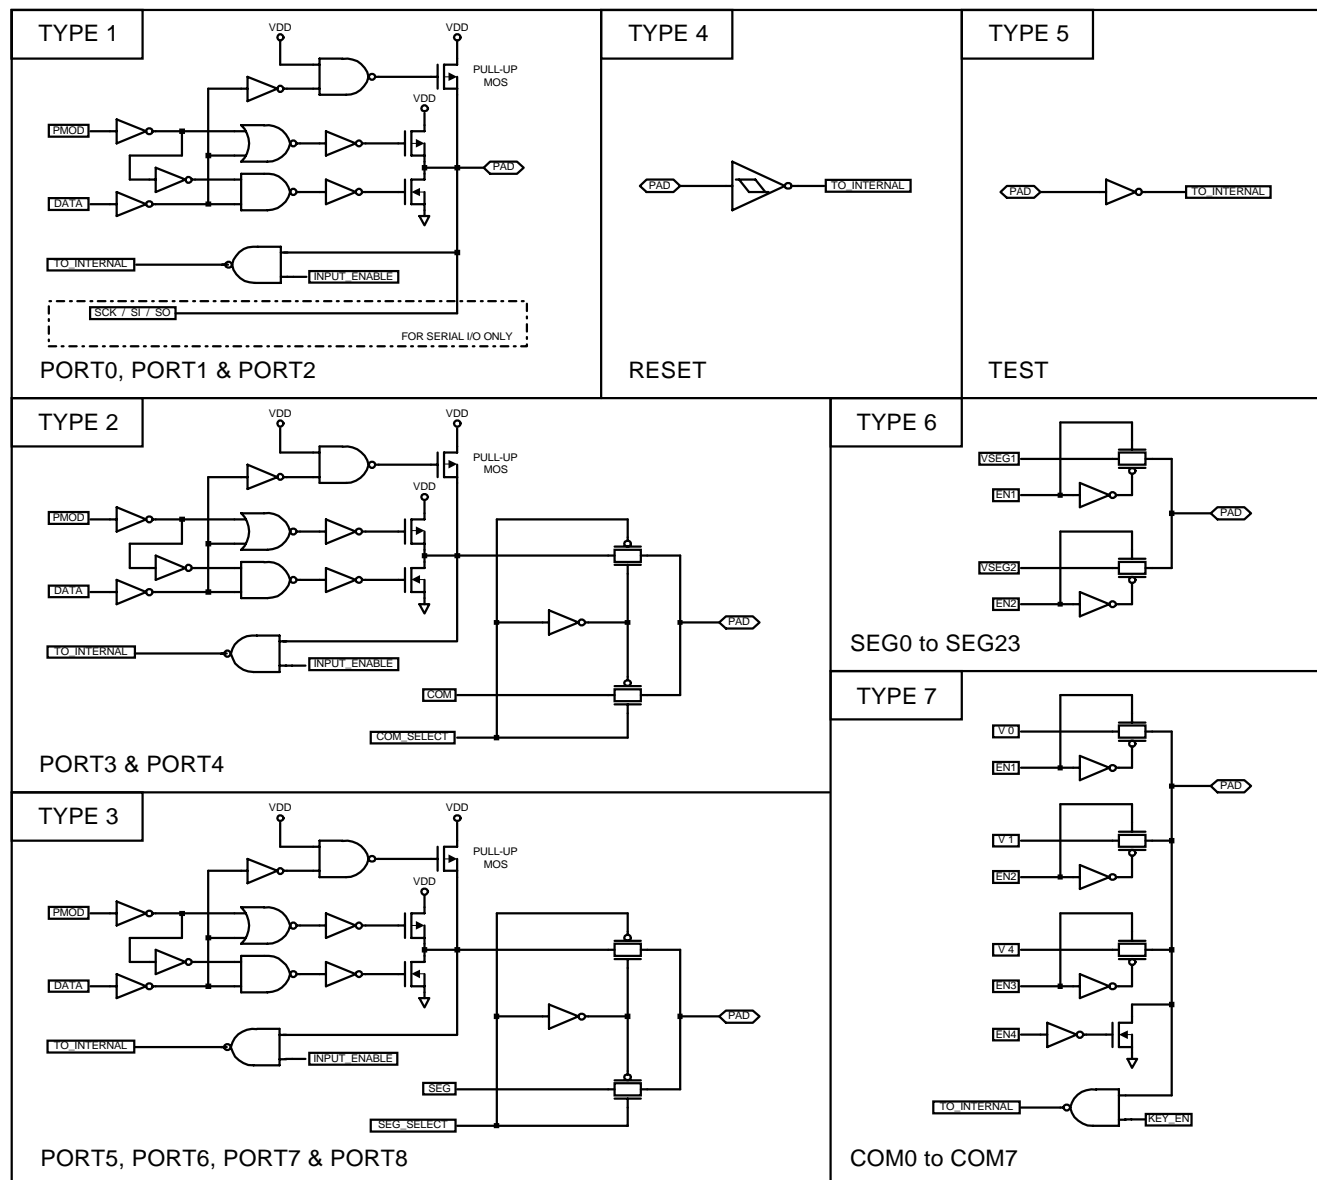 TYPE 1
VDD
VDD
PULL-UP
MOS
VDD
PMOD
PAD
DATA
TO_INTERNAL
INPUT_ENABLE
SCK / SI / SO
FOR SERIAL I/O ONLY
PORT0, PORT1 & PORT2
TYPE 4
PAD
TO_INTERNAL
RESET
TYPE 5
PAD
TO_INTERNAL
TEST
TYPE 2
VDD
VDD
PULL-UP
MOS
VDD
PMOD
DATA
PAD
TO_INTERNAL
INPUT_ENABLE
COM
COM_SELECT
PORT3 & PORT4
TYPE 6
VSEG1
EN1
PAD
VSEG2
EN2
SEG0 to SEG23
TYPE 3
VDD
VDD
PULL-UP
MOS
VDD
PMOD
DATA
PAD
TO_INTERNAL
INPUT_ENABLE
SEG
SEG_SELECT
PORT5, PORT6, PORT7 & PORT8
TYPE 7
V 0
EN1
PAD
V 1
EN2
V 4
EN3
EN4
TO_INTERNAL
KEY_EN
COM0 to COM7